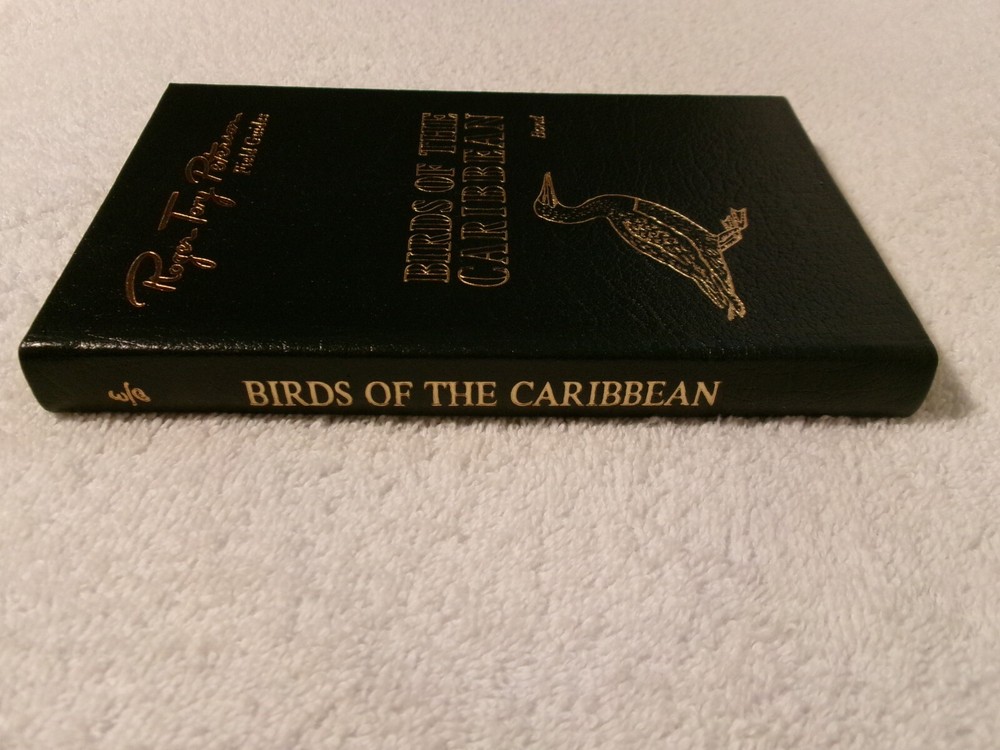 Roger Tory Peterson
Field Guides
BIRDS OF THE
CARIBBEAN
Bond
BIRDS OF THE CARIBBEAN